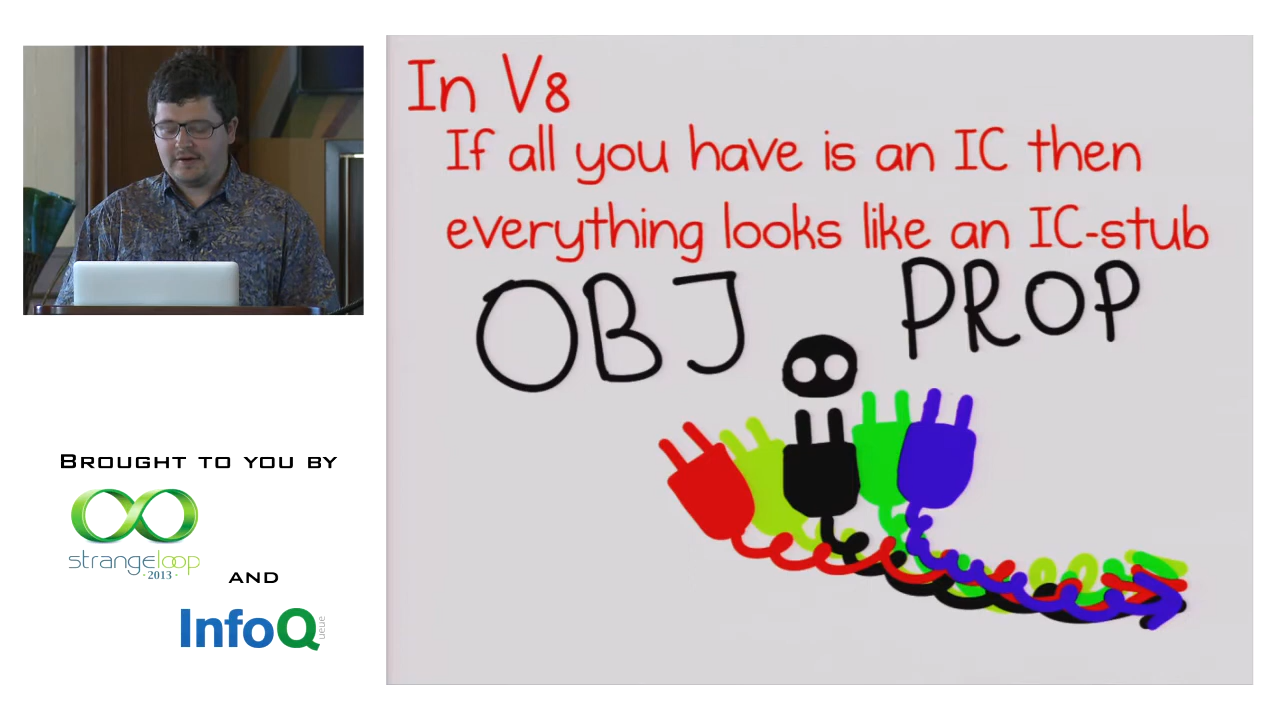 In V8
If all you have is an IC then
everything looks like an IC-stub
OBJ. PROP
BROUGHT TO YOU BY
strangeloop
·2013·
AND
InfoQ
ueue